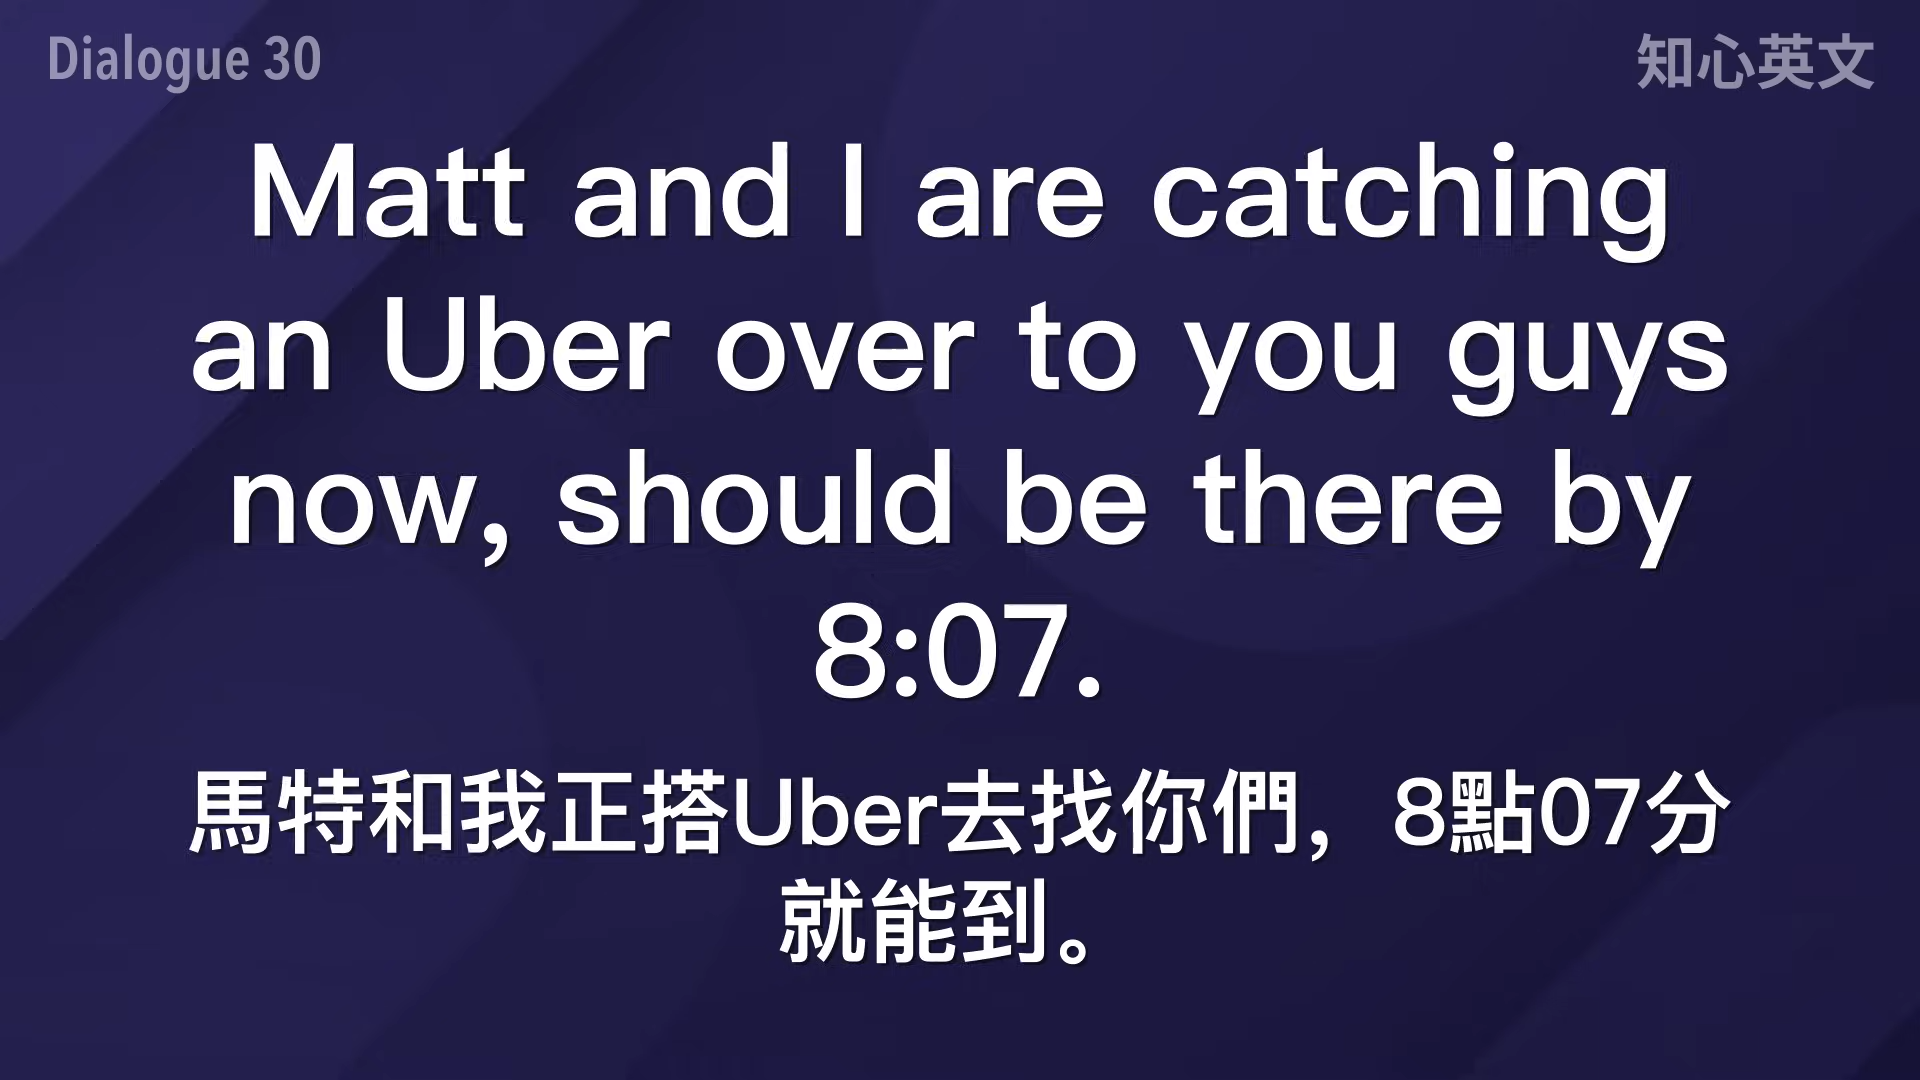 Dialogue 30
知心英文
Matt and I are catching
an Uber over to you guys
now, should be there by
8:07.
馬特和我正搭Uber去找你們，8點07分
就能到。